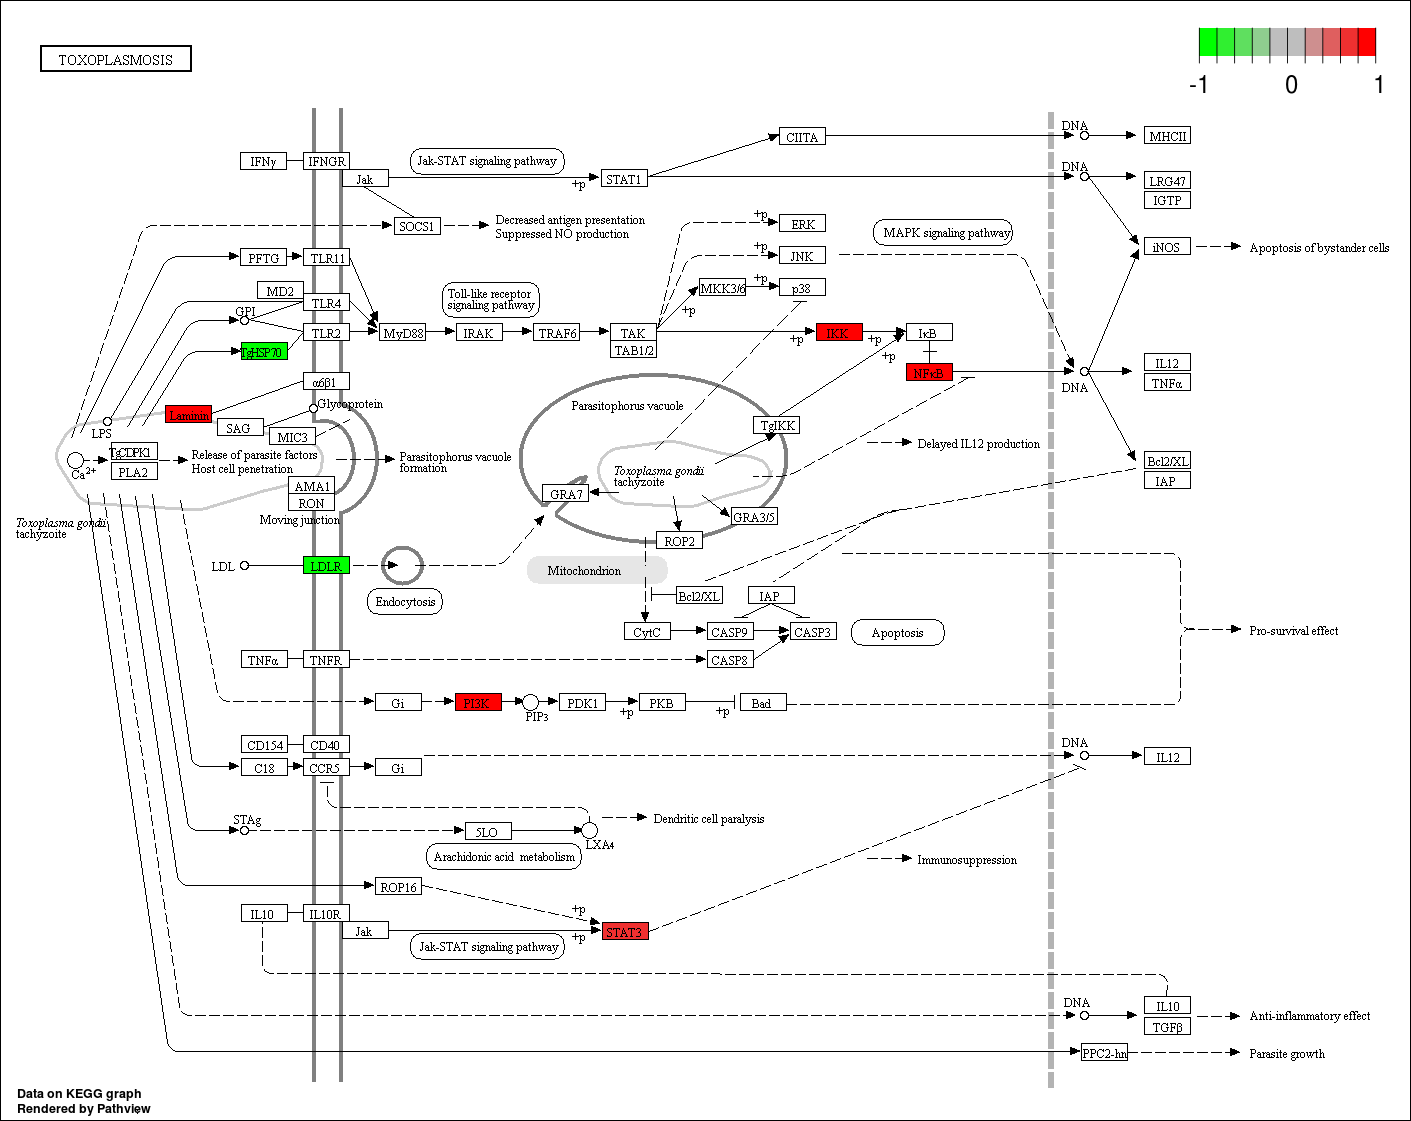 TOXOPLASMOSIS
-1 0 1
DNA
CIITA
MHCII
IFNγ
IFNGR
Jak-STAT signaling pathway
Jak
+p
STAT1
DNA
LRG47
IGTP
SOCS1
Decreased antigen presentation
Suppressed NO production
+p
ERK
MAPK signaling pathway
iNOS
Apoptosis of bystander cells
PFTG
TLR11
+p
JNK
MD2
TLR4
Toll-like receptor
signaling pathway
MKK3/6
+p
p38
+p
GPI
TLR2
MyD88
IRAK
TRAF6
TAK
TAB1/2
+p
IKK
+p
IκB
+p
TgHSP70
NFκB
DNA
IL12
TNFα
α6β1
Laminin
Glycoprotein
SAG
MIC3
LPS
Parasitophorus vacuole
TgIKK
Delayed IL12 production
TgCDPK1
PLA2
Ca2+
Release of parasite factors
Host cell penetration
Parasitophorus vacuole
formation
Toxoplasma gondii
tachyzoite
Bcl2/XL
IAP
AMA1
RON
Moving junction
GRA7
GRA3/5
ROP2
Toxoplasma gondii
tachyzoite
LDL
LDLR
Endocytosis
Mitochondrion
Bcl2/XL
IAP
CytC
CASP9
CASP3
Apoptosis
Pro-survival effect
TNFα
TNFR
CASP8
Gi
PI3K
PIP3
PDK1
+p
PKB
+p
Bad
CD154
CD40
C18
CCR5
Gi
DNA
IL12
STAg
5LO
LXA4
Dendritic cell paralysis
Arachidonic acid metabolism
Immunosuppression
ROP16
+p
IL10
IL10R
Jak
+p
STAT3
Jak-STAT signaling pathway
DNA
IL10
TGFβ
Anti-inflammatory effect
PPC2-hn
Parasite growth
Data on KEGG graph
Rendered by Pathview